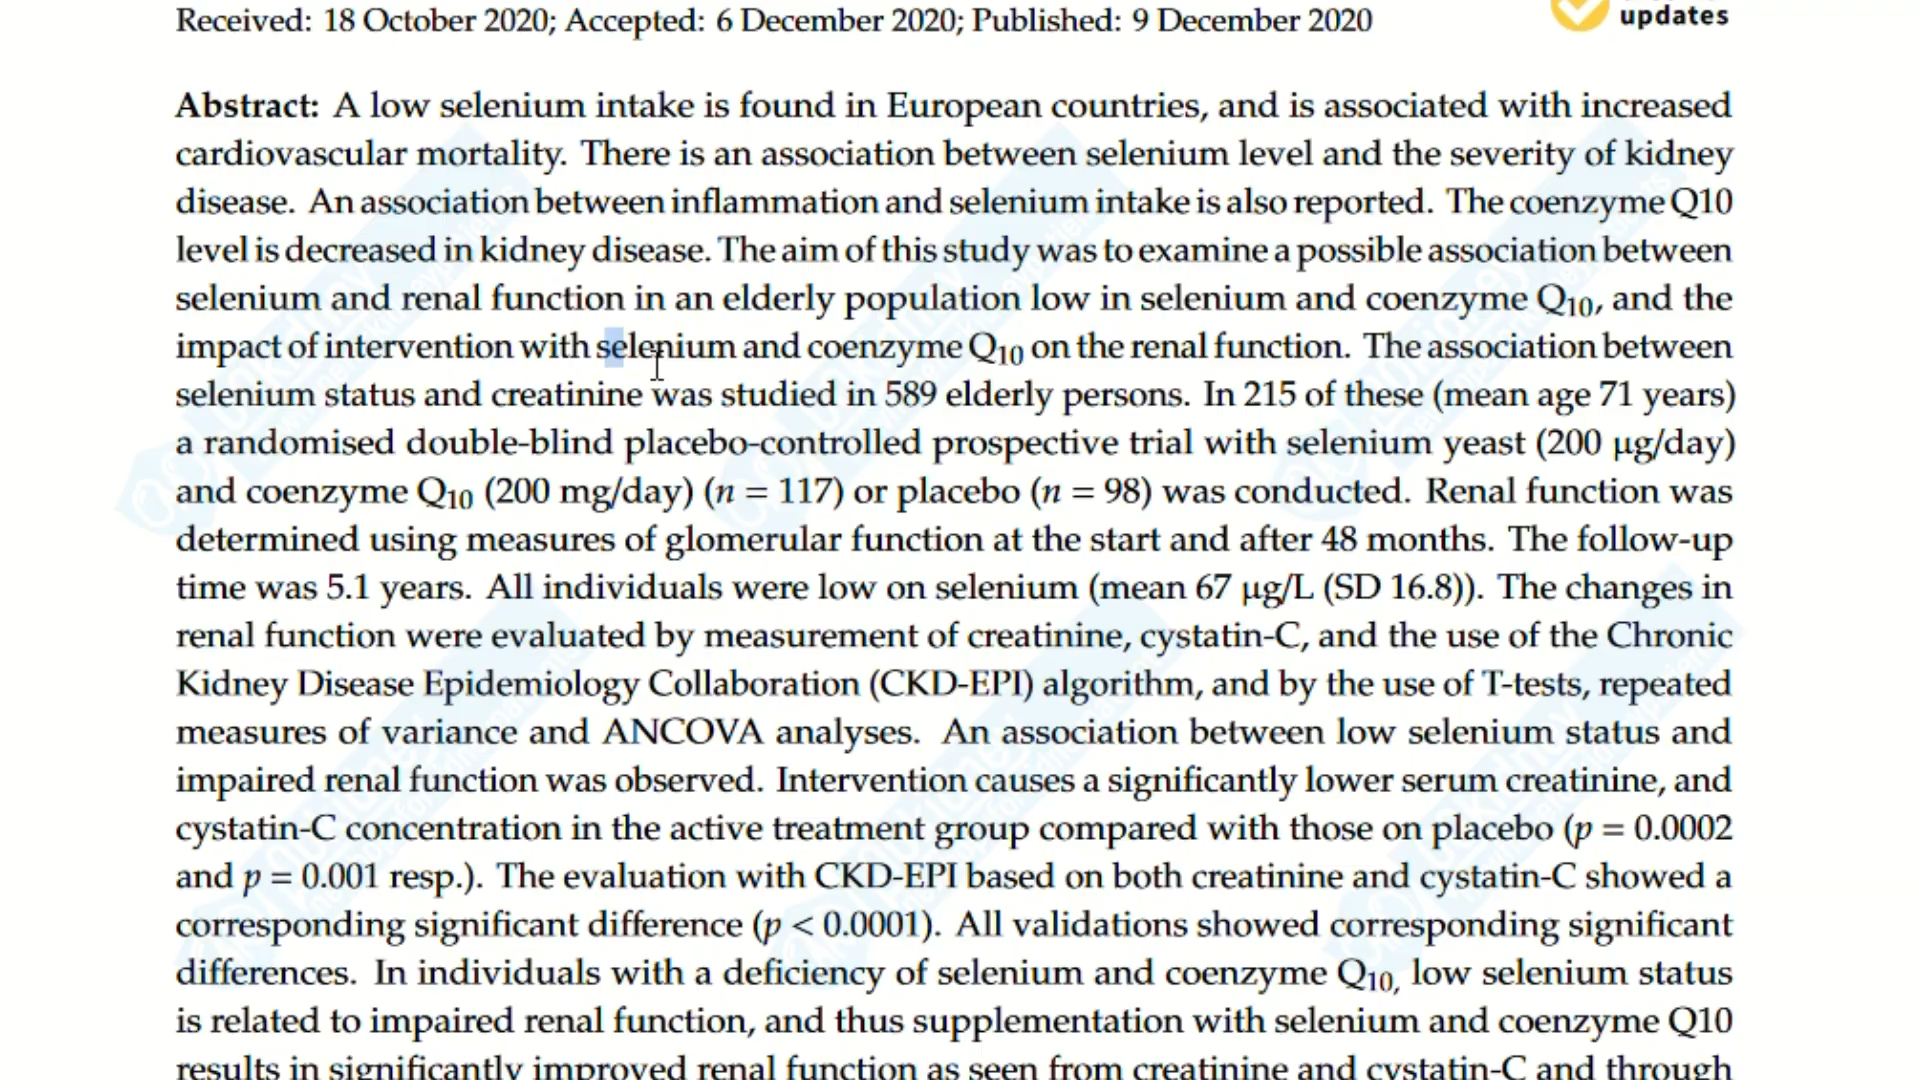 updates
Received: 18 October 2020; Accepted: 6 December 2020; Published: 9 December 2020
Abstract: A low selenium intake is found in European countries, and is associated with increased
cardiovascular mortality. There is an association between selenium level and the severity of kidney
disease. An association between inflammation and selenium intake is also reported. The coenzyme Q10
level is decreased in kidney disease. The aim of this study was to examine a possible association between
selenium and renal function in an elderly population low in selenium and coenzyme Q10, and the
impact of intervention with selenium and coenzyme Q10 on the renal function. The association between
selenium status and creatinine was studied in 589 elderly persons. In 215 of these (mean age 71 years)
a randomised double-blind placebo-controlled prospective trial with selenium yeast (200 µg/day)
and coenzyme Q10 (200 mg/day) (n = 117) or placebo (n = 98) was conducted. Renal function was
determined using measures of glomerular function at the start and after 48 months. The follow-up
time was 5.1 years. All individuals were low on selenium (mean 67 µg/L (SD 16.8)). The changes in
renal function were evaluated by measurement of creatinine, cystatin-C, and the use of the Chronic
Kidney Disease Epidemiology Collaboration (CKD-EPI) algorithm, and by the use of T-tests, repeated
measures of variance and ANCOVA analyses. An association between low selenium status and
impaired renal function was observed. Intervention causes a significantly lower serum creatinine, and
cystatin-C concentration in the active treatment group compared with those on placebo (p = 0.0002
and p = 0.001 resp.). The evaluation with CKD-EPI based on both creatinine and cystatin-C showed a
corresponding significant difference (p < 0.0001). All validations showed corresponding significant
differences. In individuals with a deficiency of selenium and coenzyme Q10, low selenium status
is related to impaired renal function, and thus supplementation with selenium and coenzyme Q10
results in significantly improved renal function as seen from creatinine and cystatin-C and through